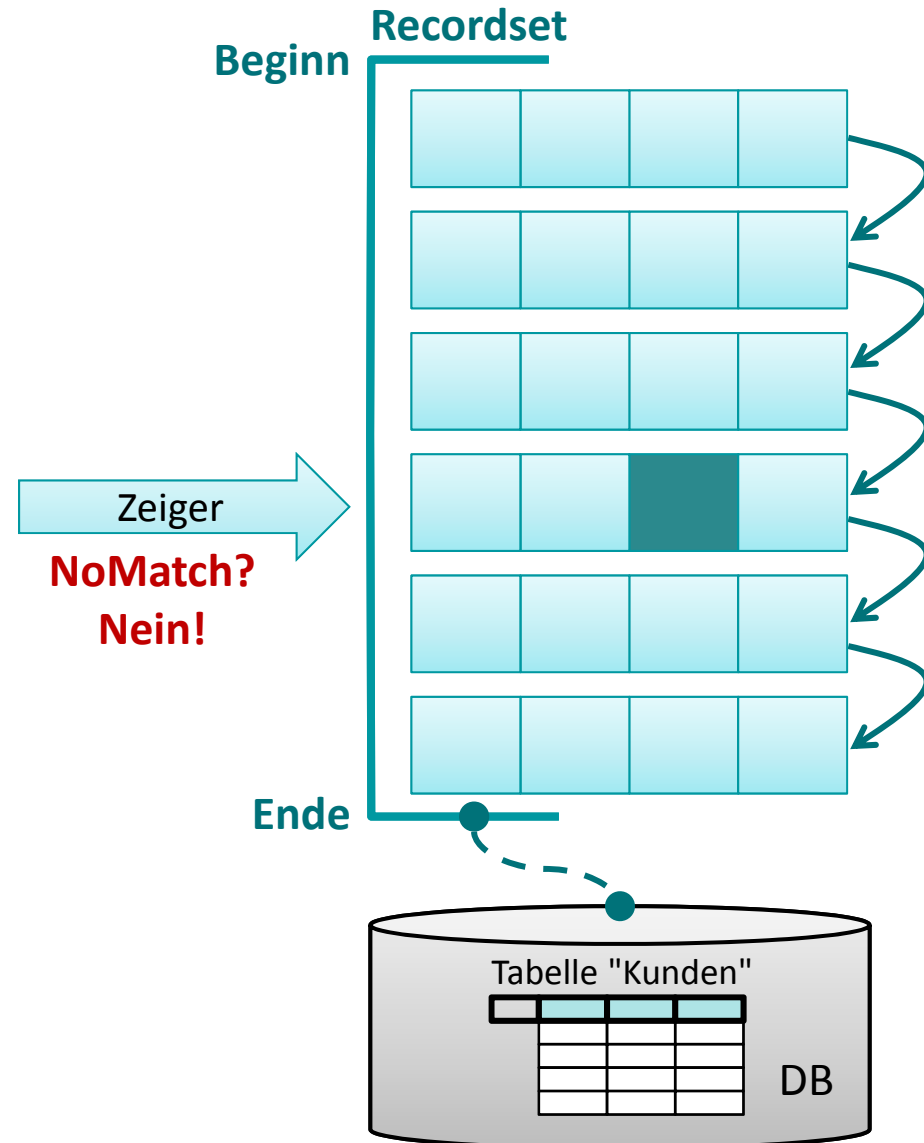 Recordset
Beginn
Zeiger
NoMatch?
Nein!
Ende
Tabelle "Kunden"
DB